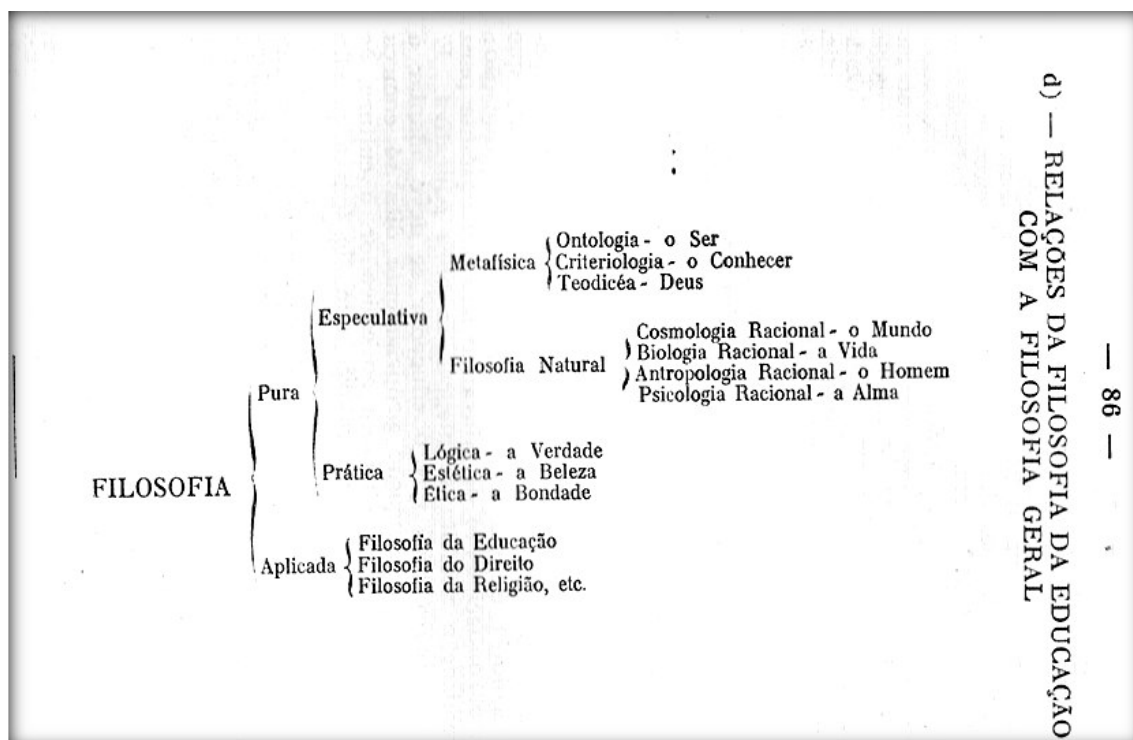 — 86 —
d) — RELAÇÕES DA FILOSOFIA DA EDUCAÇÃO
COM A FILOSOFIA GERAL
FILOSOFIA
Pura
Especulativa
Metafísica
Ontologia - o Ser
Criteriologia - o Conhecer
Teodicéa - Deus
Filosofia Natural
Cosmologia Racional - o Mundo
Biologia Racional - a Vida
Antropologia Racional - o Homem
Psicologia Racional - a Alma
Prática
Lógica - a Verdade
Estética - a Beleza
Ética - a Bondade
Aplicada
Filosofia da Educação
Filosofia do Direito
Filosofia da Religião, etc.